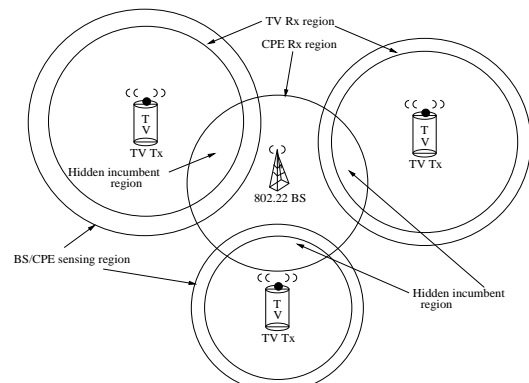 TV Rx region
CPE Rx region
T
V
TV Tx
T
V
TV Tx
Hidden incumbent
region
802.22 BS
BS/CPE sensing region
T
V
TV Tx
Hidden incumbent
region